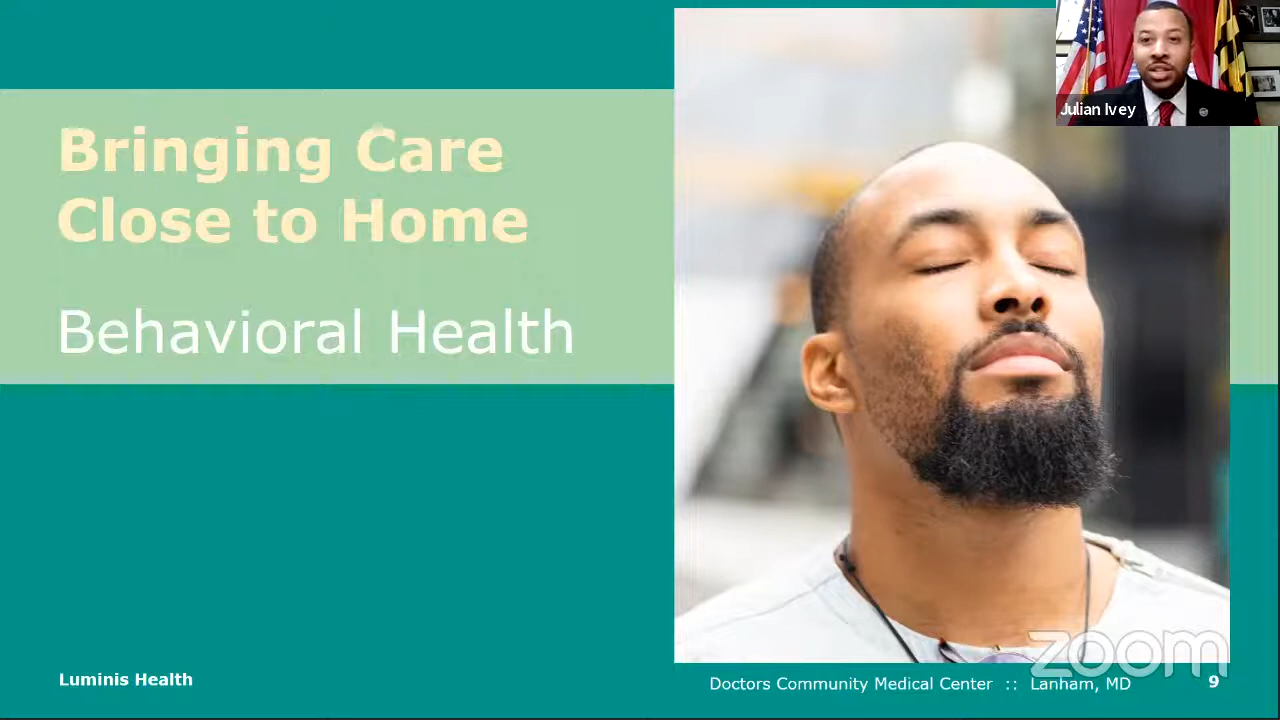 Julian Ivey
Bringing Care
Close to Home
Behavioral Health
zoom
Luminis Health
Doctors Community Medical Center :: Lanham, MD
9